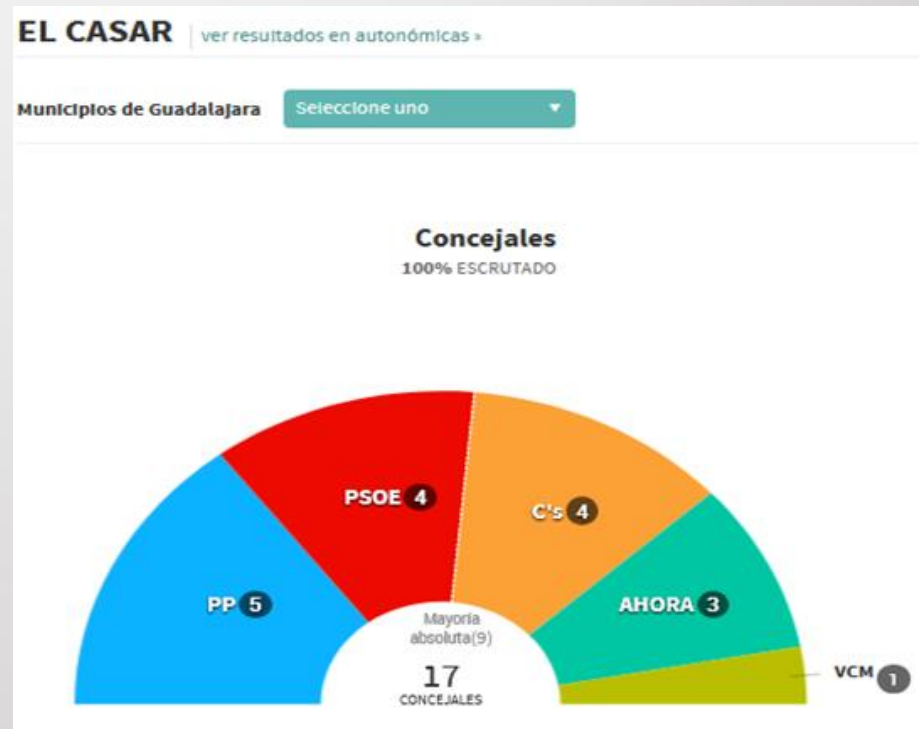 EL CASAR ver resultados en autonómicas »
Municipios de Guadalajara Seleccione uno
Concejales
100% ESCRUTADO
PSOE 4
C's 4
PP 5
AHORA 3
Mayoría
absoluta(9)
VCM 1
17
CONCEJALES